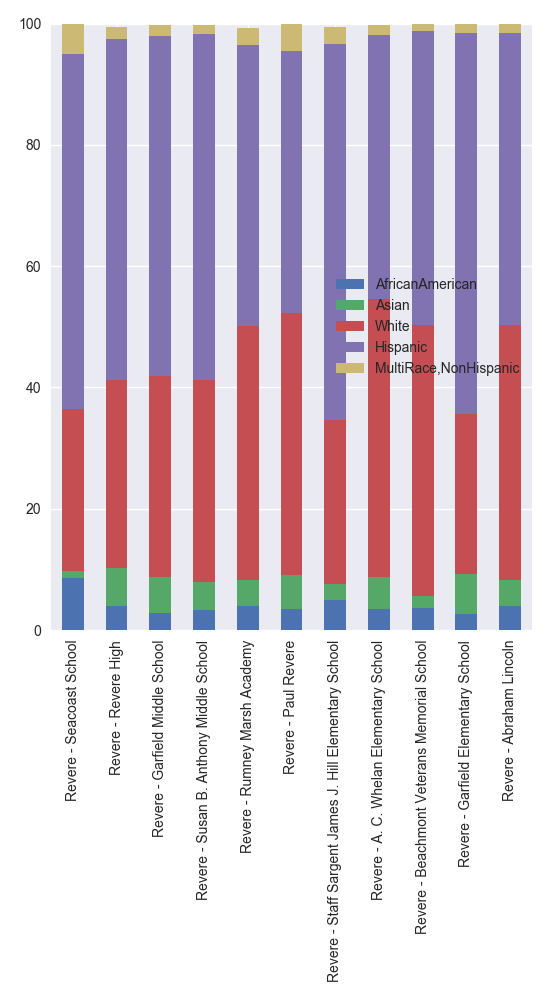 100
80
60
40
20
0
AfricanAmerican
Asian
White
Hispanic
MultiRace,NonHispanic
Revere - Seacoast School
Revere - Revere High
Revere - Garfield Middle School
Revere - Susan B. Anthony Middle School
Revere - Rumney Marsh Academy
Revere - Paul Revere
Revere - Staff Sargent James J. Hill Elementary School
Revere - A. C. Whelan Elementary School
Revere - Beachmont Veterans Memorial School
Revere - Garfield Elementary School
Revere - Abraham Lincoln